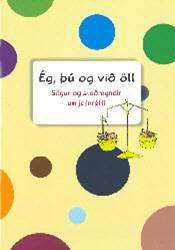 Ég, þú og við öll
Sögur og staðreyndir
um jafnrétti